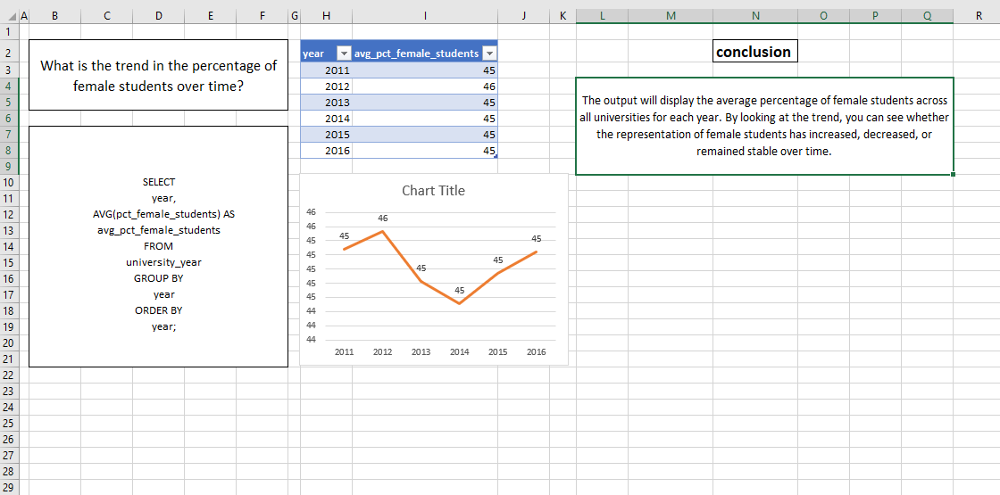 A B C D E F G H I J K L M N O P Q R
1
2
3
4
5
6
7
8
9
10
11
12
13
14
15
16
17
18
19
20
21
22
23
24
25
26
27
28
29
What is the trend in the percentage of
female students over time?
SELECT
year,
AVG(pct_female_students) AS
avg_pct_female_students
FROM
university_year
GROUP BY
year
ORDER BY
year;
year avg_pct_female_students
2011 45
2012 46
2013 45
2014 45
2015 45
2016 45
Chart Title
46
46
45
45
45
45
45
44
44
44
45
46
45
45
45
45
2011 2012 2013 2014 2015 2016
conclusion
The output will display the average percentage of female students across
all universities for each year. By looking at the trend, you can see whether
the representation of female students has increased, decreased, or
remained stable over time.